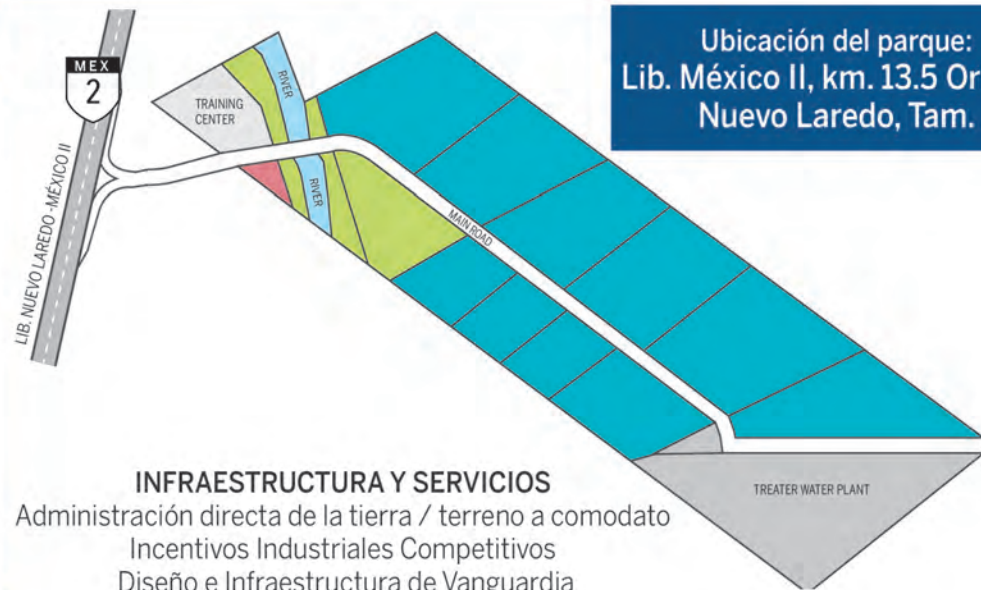 MEX
2
LIB. NUEVO LAREDO -MÉXICO II
TRAINING
CENTER
RIVER
RIVER
MAIN ROAD
TREATER WATER PLANT
Ubicación del parque:
Lib. México II, km. 13.5 Or
Nuevo Laredo, Tam.
INFRAESTRUCTURA Y SERVICIOS
Administración directa de la tierra / terreno a comodato
Incentivos Industriales Competitivos
Diseño e Infraestructura de Vanguardia